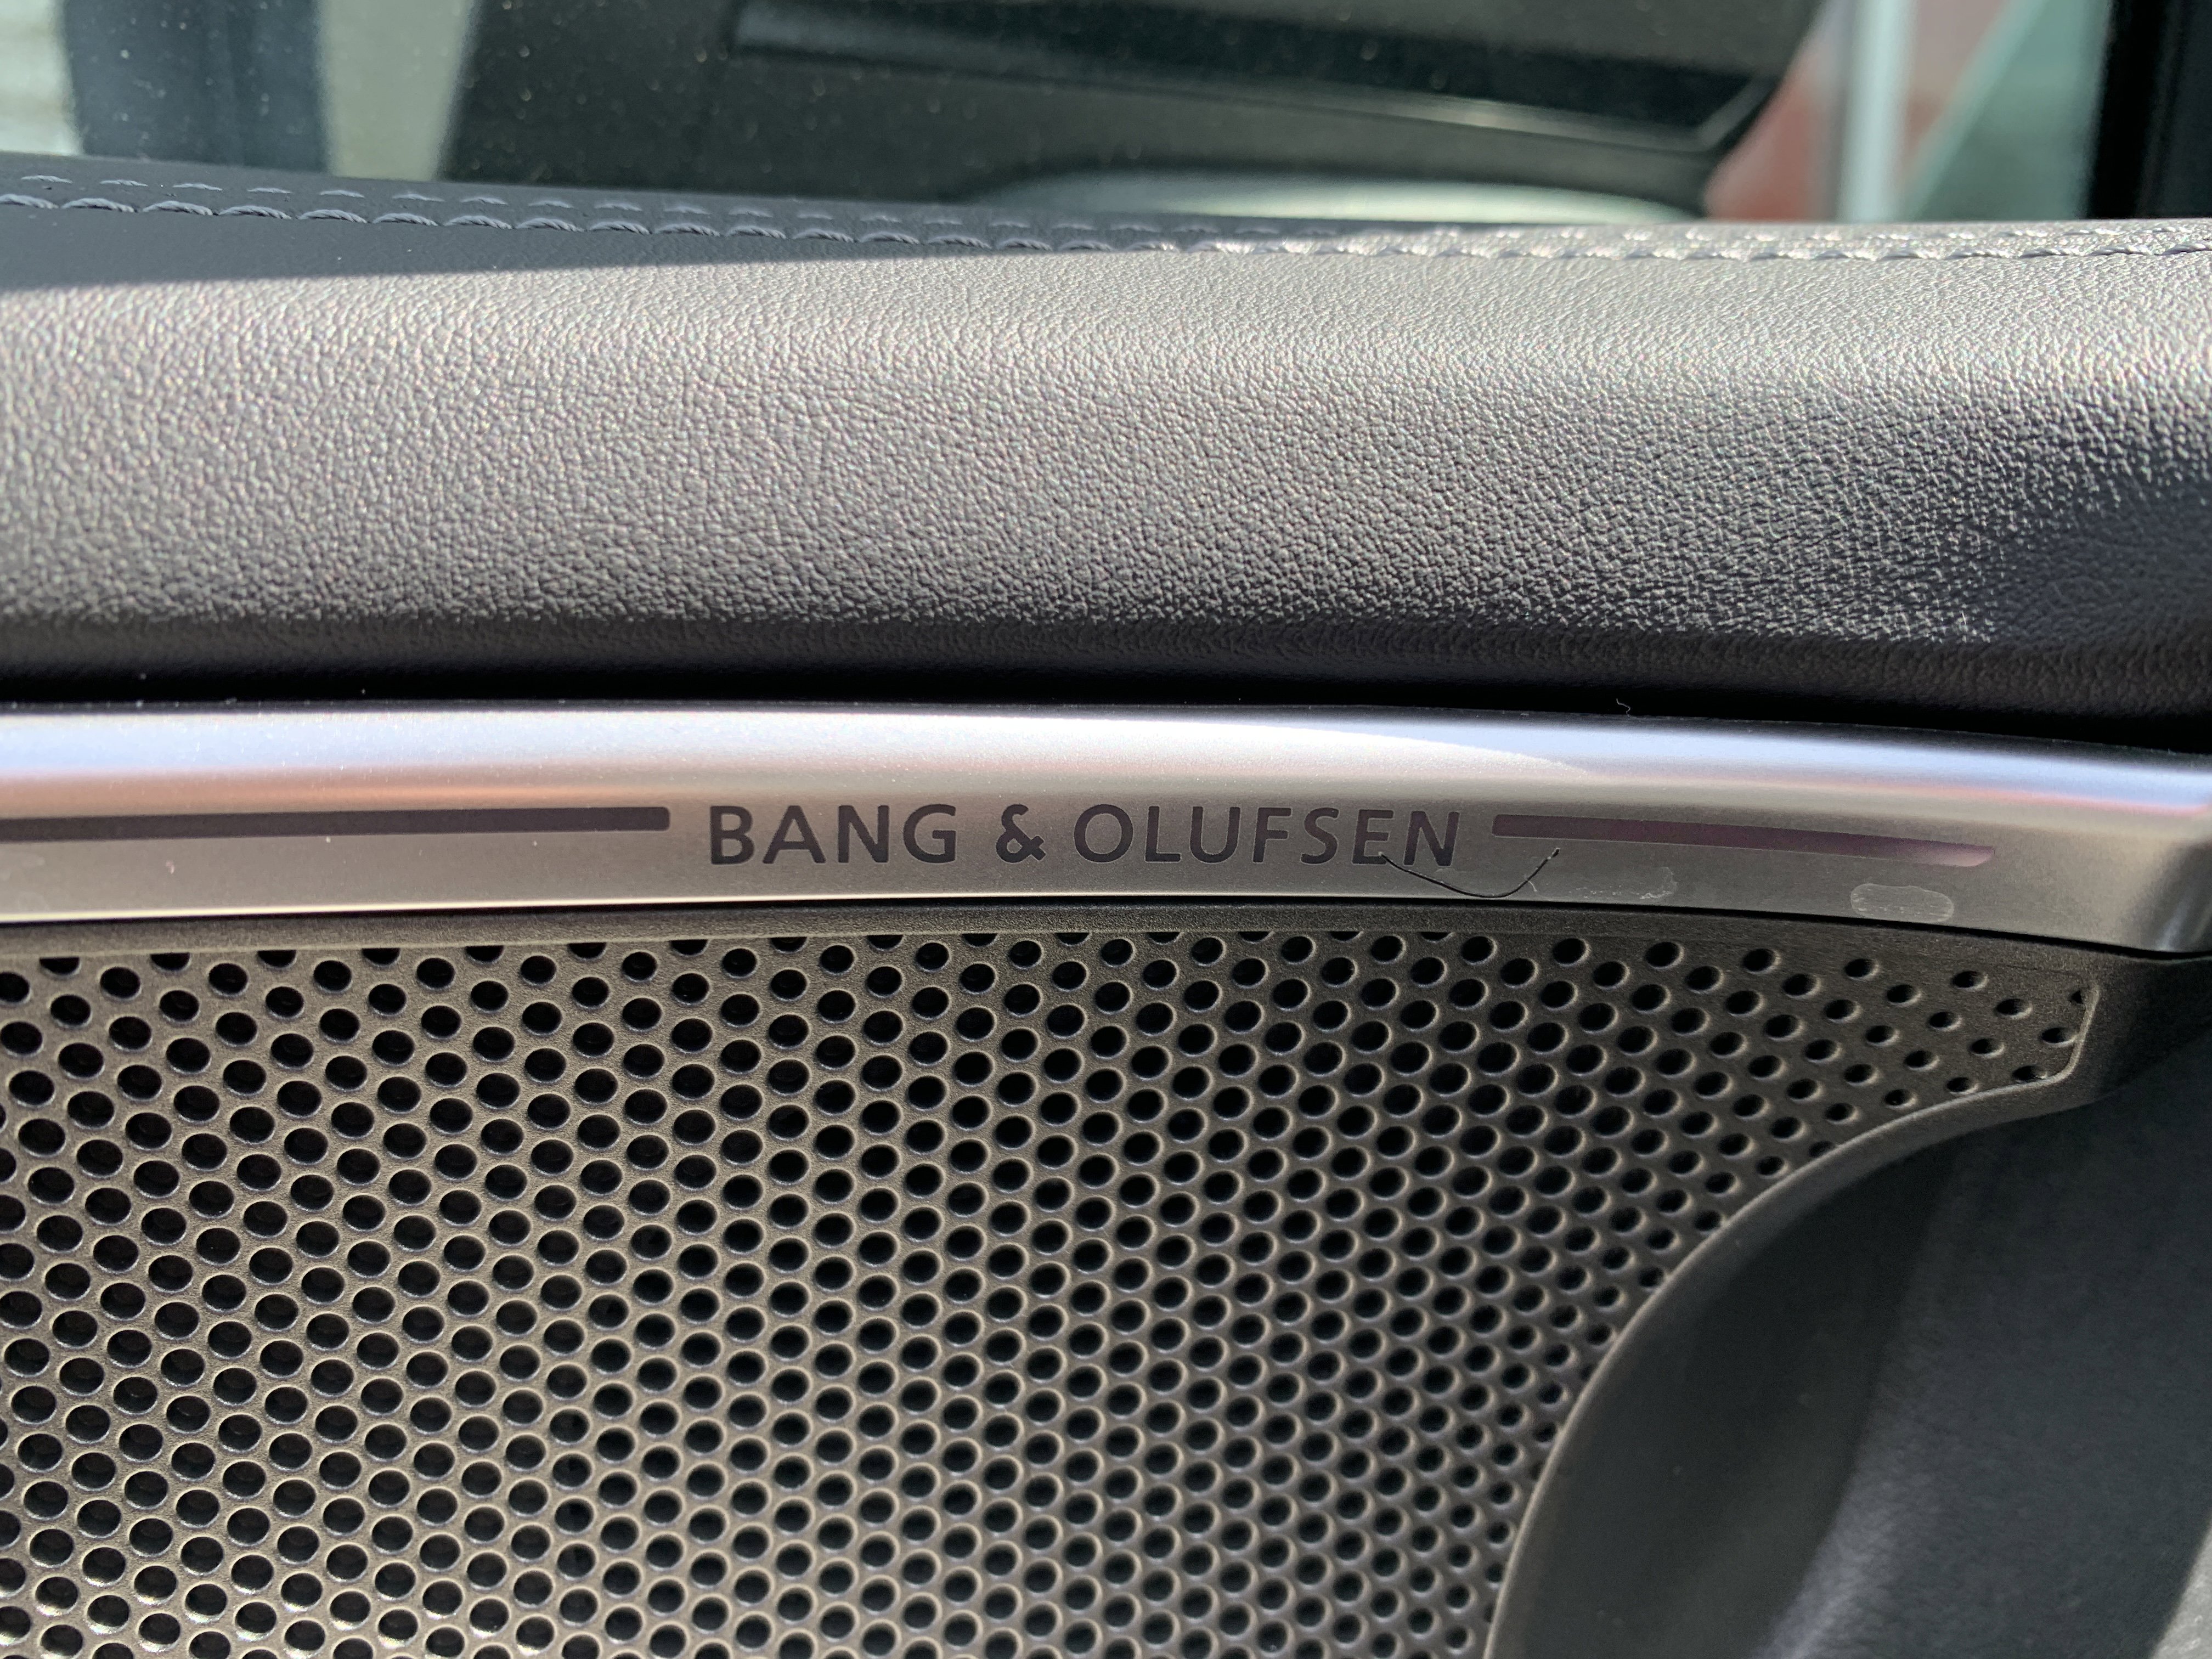 BANG & OLUFSEN